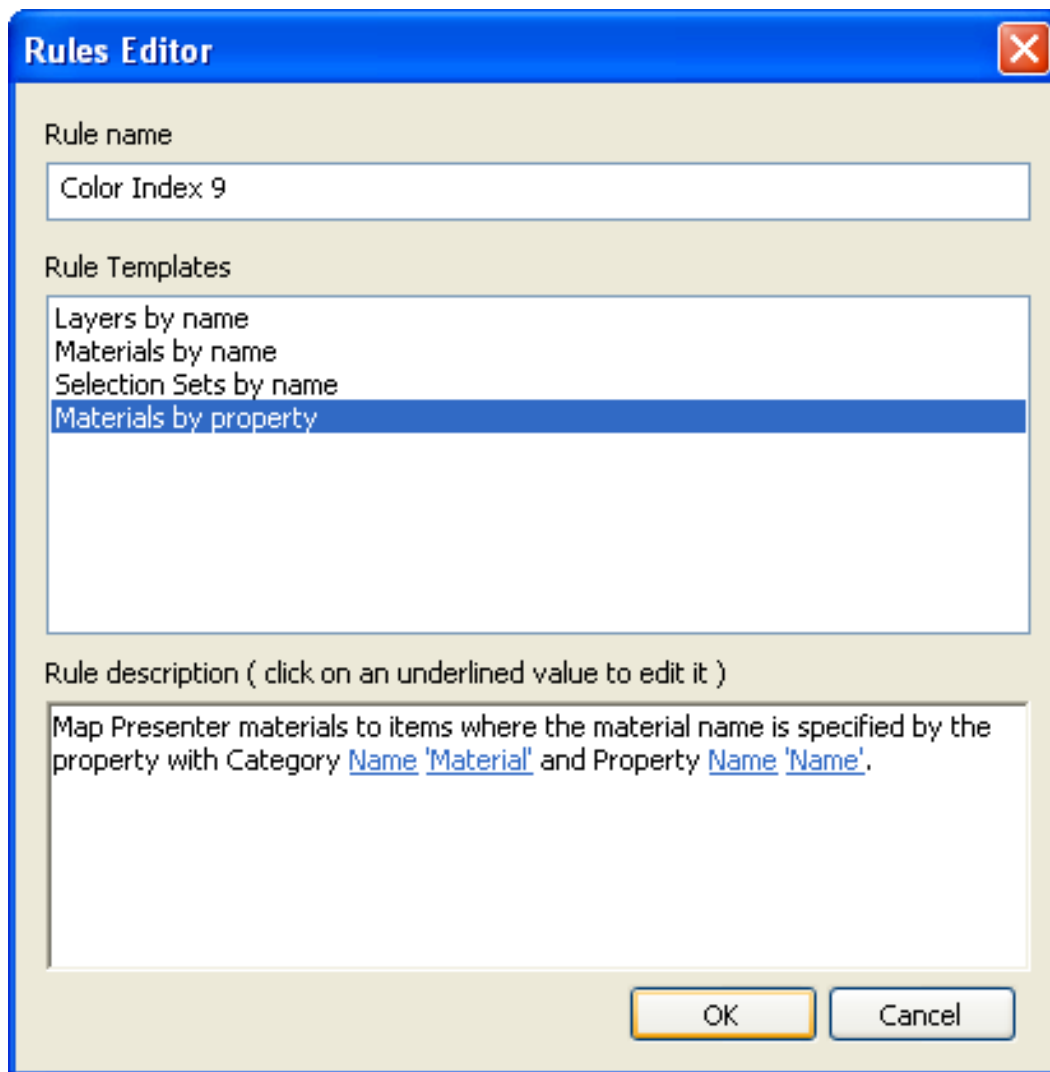 Rules Editor
Rule name
Color Index 9
Rule Templates
Layers by name
Materials by name
Selection Sets by name
Materials by property
Rule description ( click on an underlined value to edit it )
Map Presenter materials to items where the material name is specified by the
property with Category Name 'Material' and Property Name 'Name'.
OK Cancel